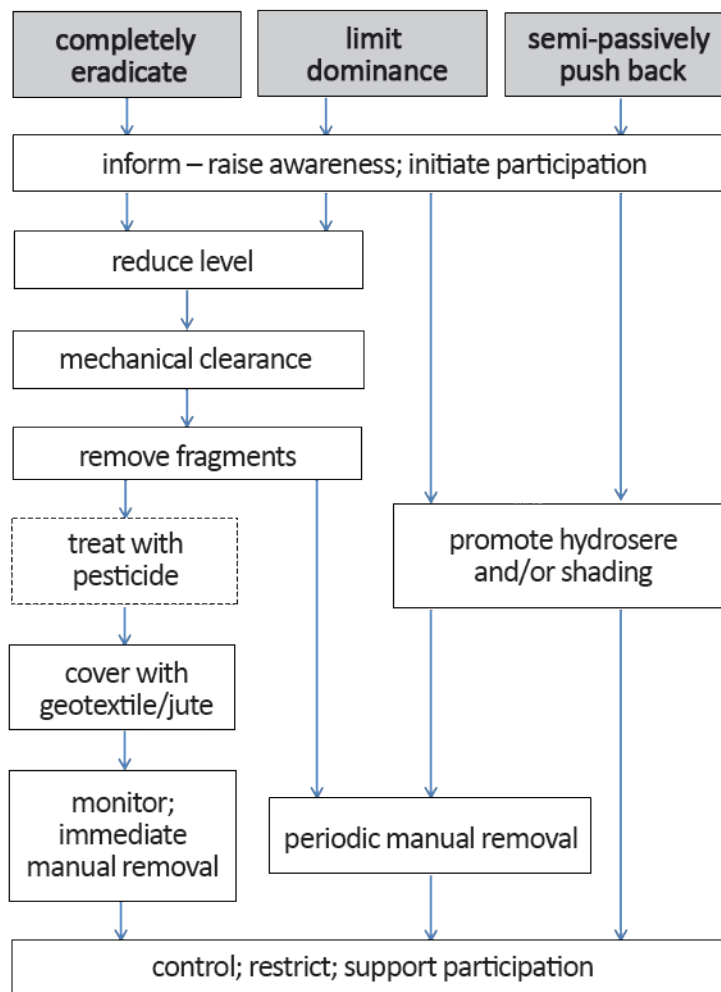 completely
eradicate
limit
dominance
semi-passively
push back
inform – raise awareness; initiate participation
reduce level
mechanical clearance
remove fragments
treat with
pesticide
promote hydrosere
and/or shading
cover with
geotextile/jute
monitor;
immediate
manual removal
periodic manual removal
control; restrict; support participation